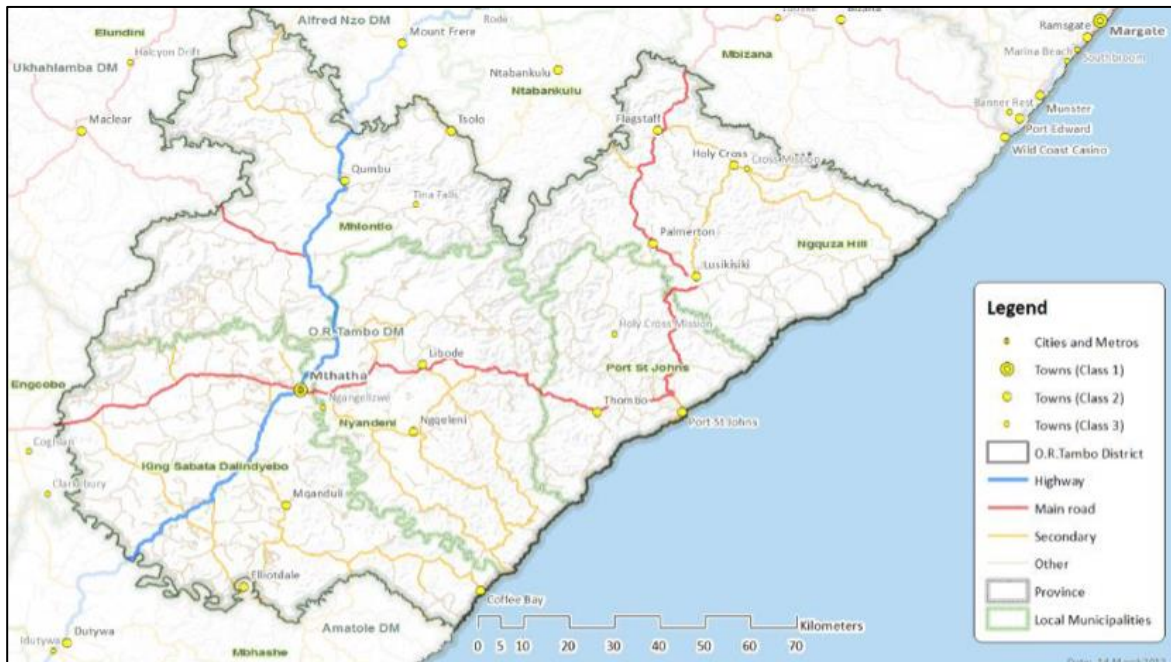 Alfred Nzo DM
Rode
Bizana
Ramsgate
Margate
Elundini
Mount Frere
Marina Beach
Southbroom
Halcyon Drift
Mbizana
Ukhahlamba DM
Ntabankulu
Ntabankulu
Banner Rest
Munster
Maclear
Tsolo
Flagstaff
Port Edward
Wild Coast Casino
Holy Cross
Cross Mission
Qumbu
Tina Falls
Mhlontlo
Palmerton
Ngquza Hill
Lusikisiki
O.R.Tambo DM
Holy Cross Mission
Libode
Engcobo
Mthatha
Port St Johns
Ngangelizwe
Thombo
Port St Johns
Nyandeni
Ngqeleni
Coghlan
King Sabata Dalindyebo
Clarkebury
Mqanduli
Elliotdale
Coffee Bay
Amatole DM
Idutywa
Dutywa
Mbhashe
Kilometers
0 5 10 20 30 40 50 60 70
Legend
Cities and Metros
Towns (Class 1)
Towns (Class 2)
Towns (Class 3)
O.R.Tambo District
Highway
Main road
Secondary
Other
Province
Local Municipalities